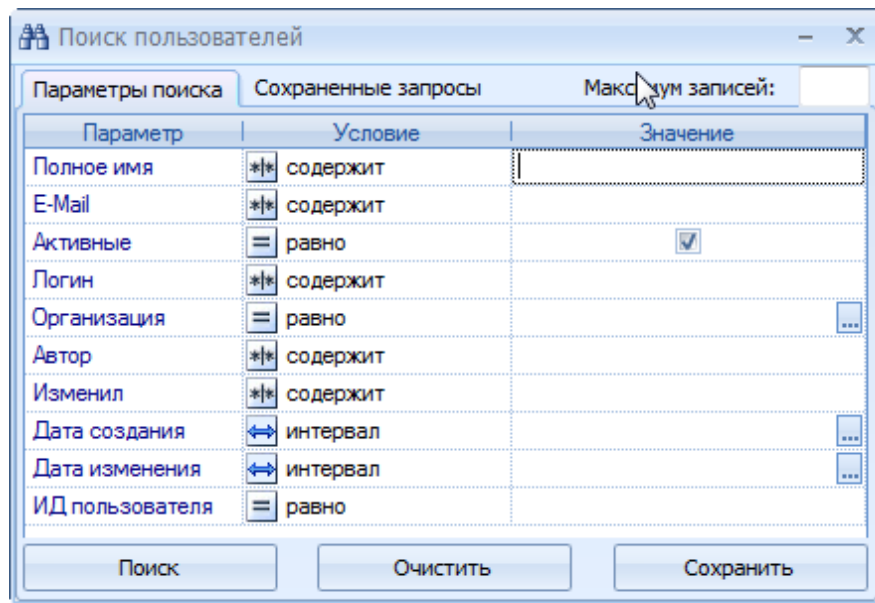 Поиск пользователей
Параметры поиска Сохраненные запросы Максимум записей:
Параметр Условие Значение
Полное имя содержит
E-Mail содержит
Активные = равно
Логин содержит
Организация = равно ...
Автор содержит
Изменил содержит
Дата создания интервал ...
Дата изменения интервал ...
ИД пользователя = равно
Поиск Очистить Сохранить